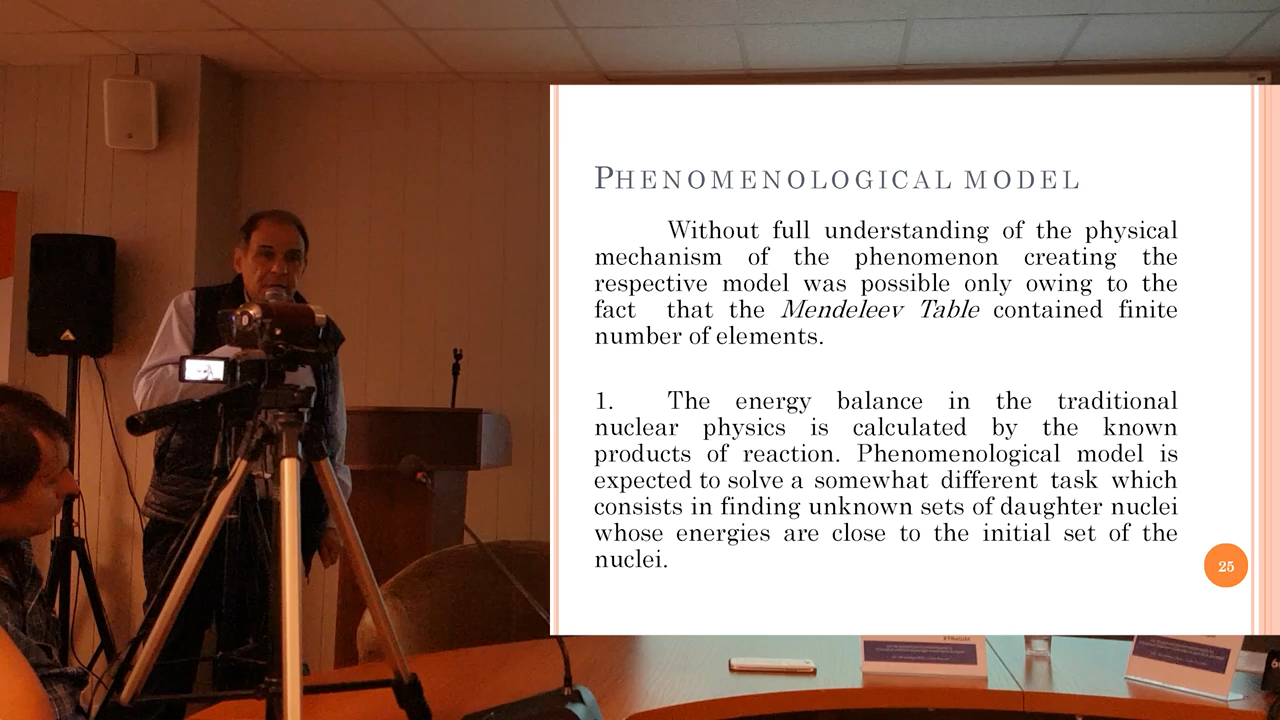 PHENOMENOLOGICAL MODEL
Without full understanding of the physical
mechanism of the phenomenon creating the
respective model was possible only owing to the
fact that the Mendeleev Table contained finite
number of elements.
1. The energy balance in the traditional
nuclear physics is calculated by the known
products of reaction. Phenomenological model is
expected to solve a somewhat different task which
consists in finding unknown sets of daughter nuclei
whose energies are close to the initial set of the
nuclei.
25